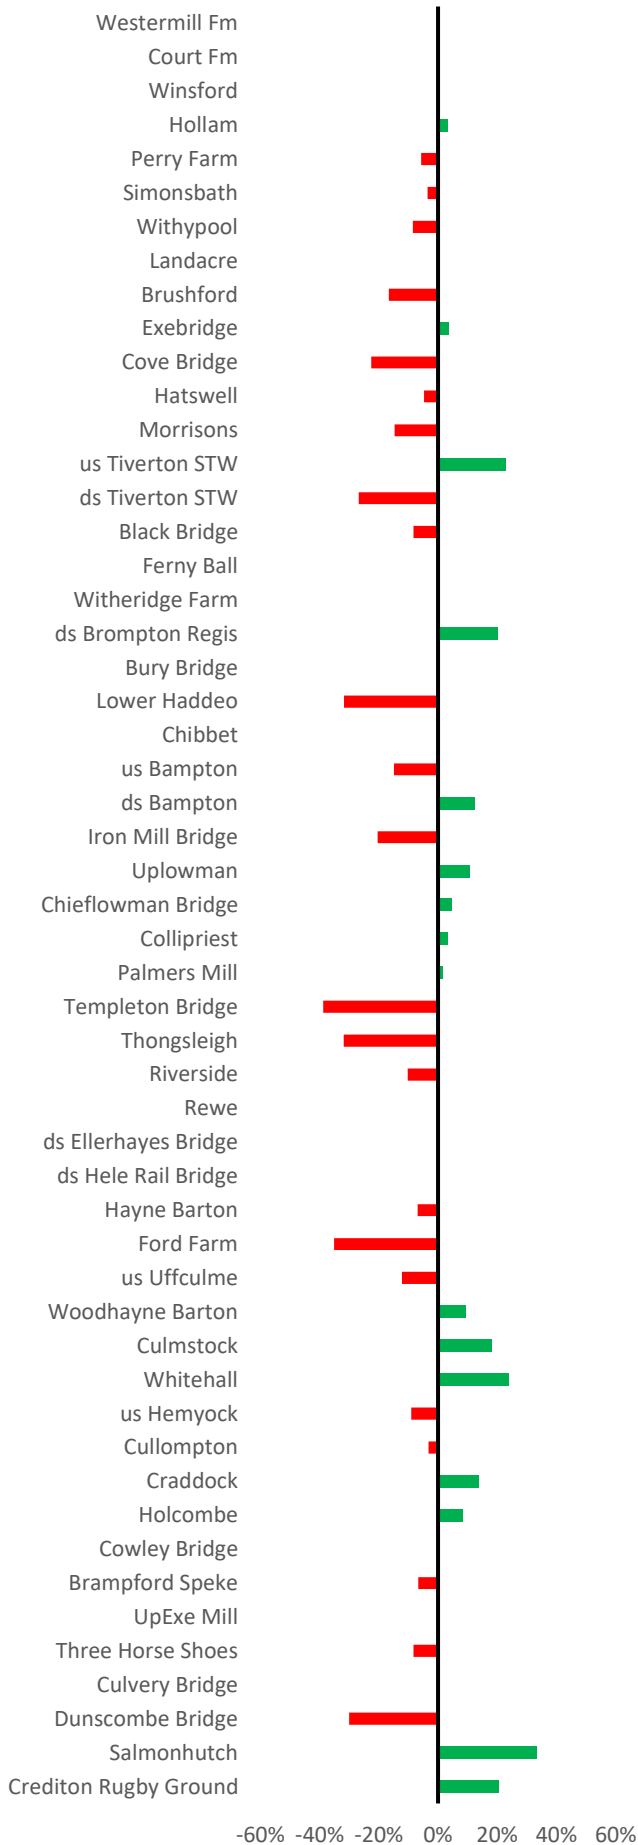 Westermill Fm
Court Fm
Winsford
Hollam
Perry Farm
Simonsbath
Withypool
Landacre
Brushford
Exebridge
Cove Bridge
Hatswell
Morrisons
us Tiverton STW
ds Tiverton STW
Black Bridge
Ferny Ball
Witheridge Farm
ds Brompton Regis
Bury Bridge
Lower Haddeo
Chibbet
us Bampton
ds Bampton
Iron Mill Bridge
Uplowman
Chieflowman Bridge
Collipriest
Palmers Mill
Templeton Bridge
Thongsleigh
Riverside
Rewe
ds Ellerhayes Bridge
ds Hele Rail Bridge
Hayne Barton
Ford Farm
us Uffculme
Woodhayne Barton
Culmstock
Whitehall
us Hemyock
Cullompton
Craddock
Holcombe
Cowley Bridge
Brampford Speke
UpExe Mill
Three Horse Shoes
Culvery Bridge
Dunscombe Bridge
Salmonhutch
Crediton Rugby Ground
-60% -40% -20% 0% 20% 40% 60%